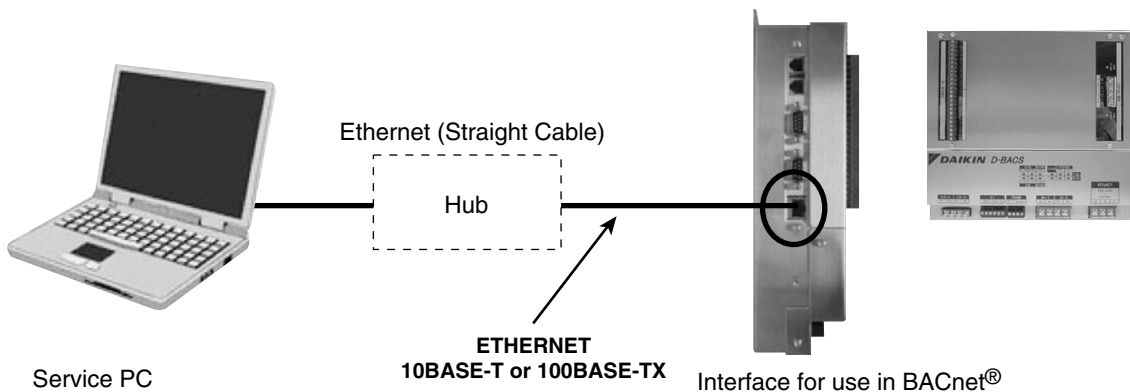 Ethernet (Straight Cable)
Hub
DAIKIN D-BACS
ETHERNET
10BASE-T or 100BASE-TX
Service PC
Interface for use in BACnet®